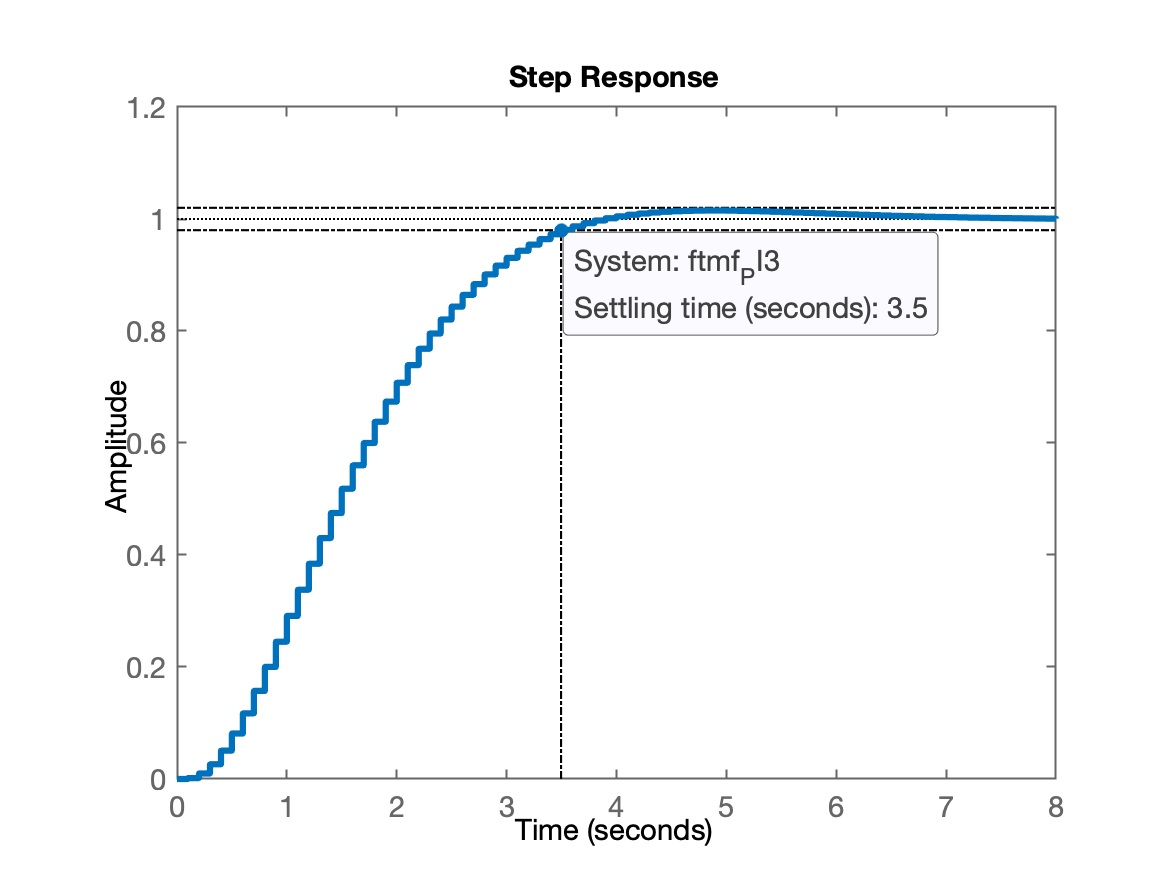 Step Response
1.2
1
0.8
0.6
0.4
0.2
0
Amplitude
System: ftmfPI3
Settling time (seconds): 3.5
0 1 2 3 4 5 6 7 8
Time (seconds)